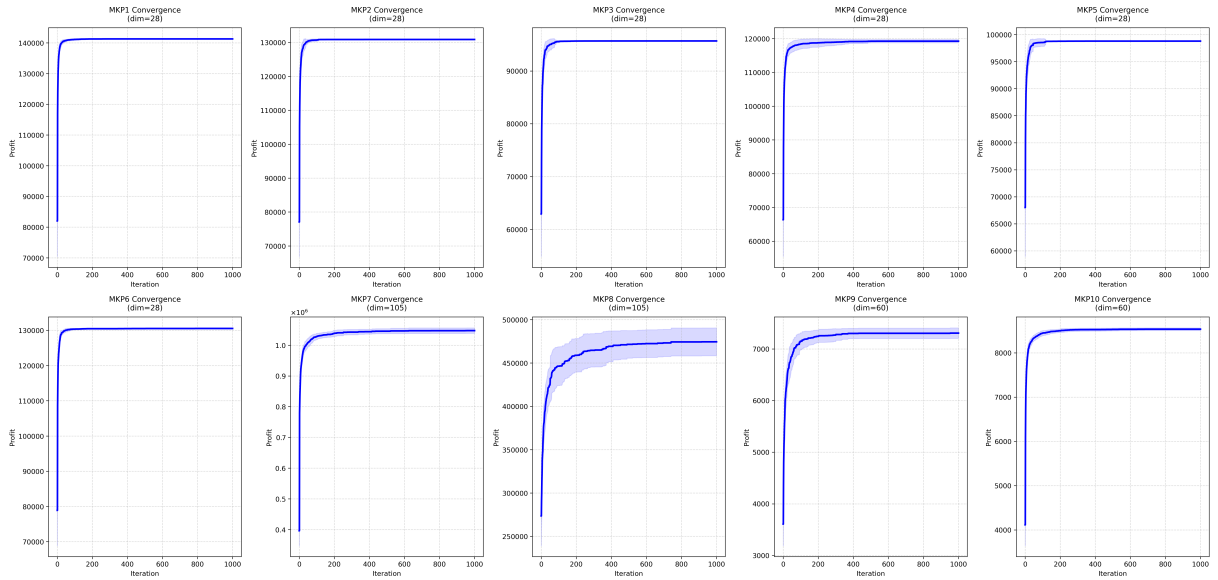 MKP1 Convergence
(dim=28)
Profit
140000
130000
120000
110000
100000
90000
80000
70000
0 200 400 600 800 1000
Iteration
MKP2 Convergence
(dim=28)
Profit
130000
120000
110000
100000
90000
80000
70000
0 200 400 600 800 1000
Iteration
MKP3 Convergence
(dim=28)
Profit
90000
80000
70000
60000
0 200 400 600 800 1000
Iteration
MKP4 Convergence
(dim=28)
Profit
120000
110000
100000
90000
80000
70000
60000
0 200 400 600 800 1000
Iteration
MKP5 Convergence
(dim=28)
Profit
100000
95000
90000
85000
80000
75000
70000
65000
60000
0 200 400 600 800 1000
Iteration
MKP6 Convergence
(dim=28)
Profit
130000
120000
110000
100000
90000
80000
70000
0 200 400 600 800 1000
Iteration
MKP7 Convergence
(dim=105)
×10⁶
Profit
1.0
0.9
0.8
0.7
0.6
0.5
0.4
0 200 400 600 800 1000
Iteration
MKP8 Convergence
(dim=105)
Profit
500000
450000
400000
350000
300000
250000
0 200 400 600 800 1000
Iteration
MKP9 Convergence
(dim=60)
Profit
7000
6000
5000
4000
3000
0 200 400 600 800 1000
Iteration
MKP10 Convergence
(dim=60)
Profit
8000
7000
6000
5000
4000
0 200 400 600 800 1000
Iteration